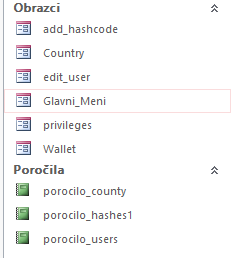 Obrazci
add_hashcode
Country
edit_user
Glavni_Meni
privileges
Wallet
Poročila
porocilo_county
porocilo_hashes1
porocilo_users